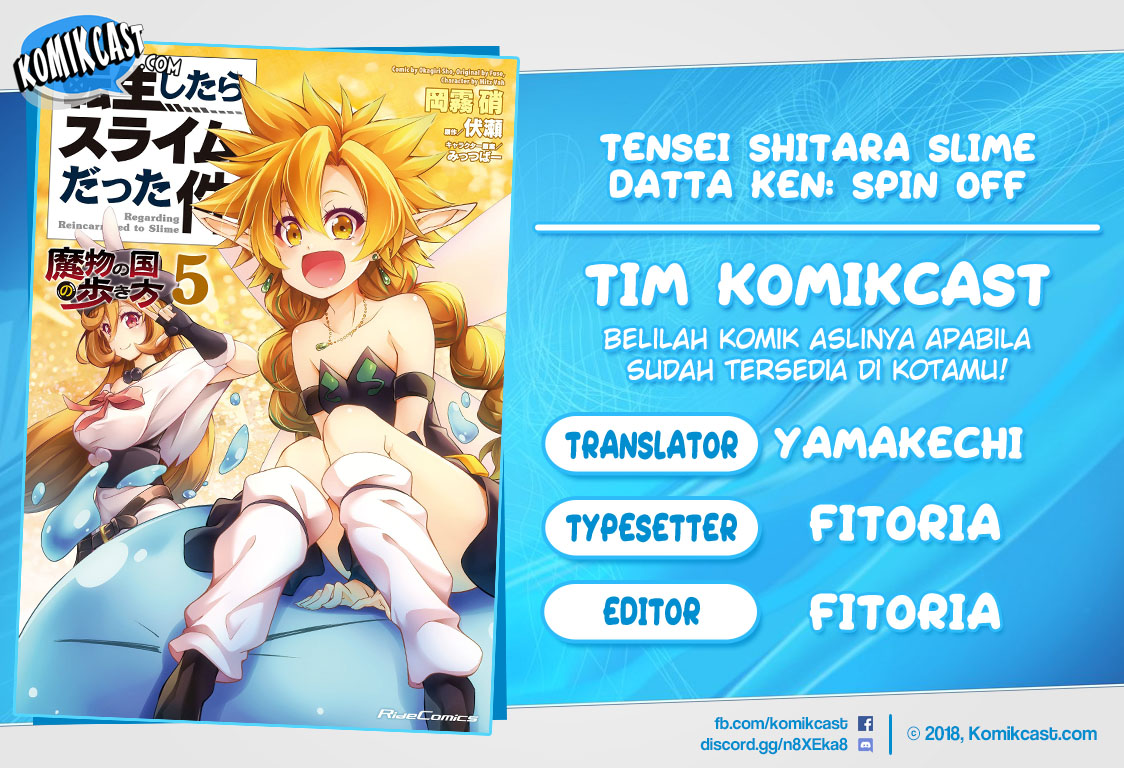 KOMIKCAST
.COM
生したら
スライム
だった件
Regarding
Reincarnated to Slime
魔物の国
の歩き方 5
Comic by Okagiri Sho, Original by Fuse,
Character by Mitz Vah
岡霧 硝
原作／伏瀬
キャラクター原案／
みっつばー
RideComics
TENSEI SHITARA SLIME
DATTA KEN: SPIN OFF
TIM KOMIKCAST
BELILAH KOMIK ASLINYA APABILA
SUDAH TERSEDIA DI KOTAMU!
TRANSLATOR YAMAKECHI
TYPESETTER FITORIA
EDITOR FITORIA
fb.com/komikcast
discord.gg/n8XEka8
© 2018, Komikcast.com